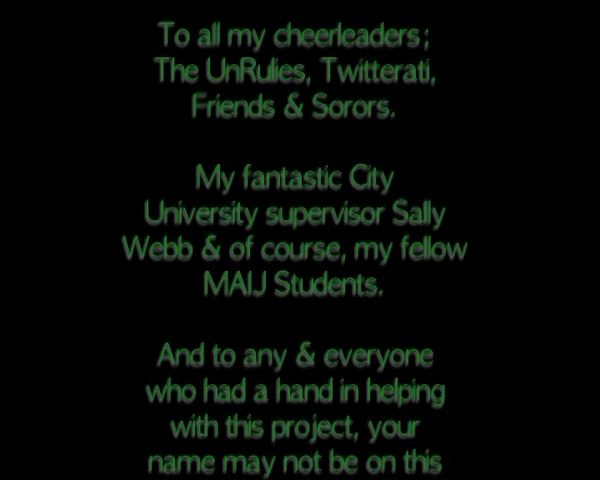 To all my cheerleaders;
The UnRulies, Twitterati,
Friends & Sorors.
My fantastic City
University supervisor Sally
Webb & of course, my fellow
MAIJ Students.
And to any & everyone
who had a hand in helping
with this project, your
name may not be on this